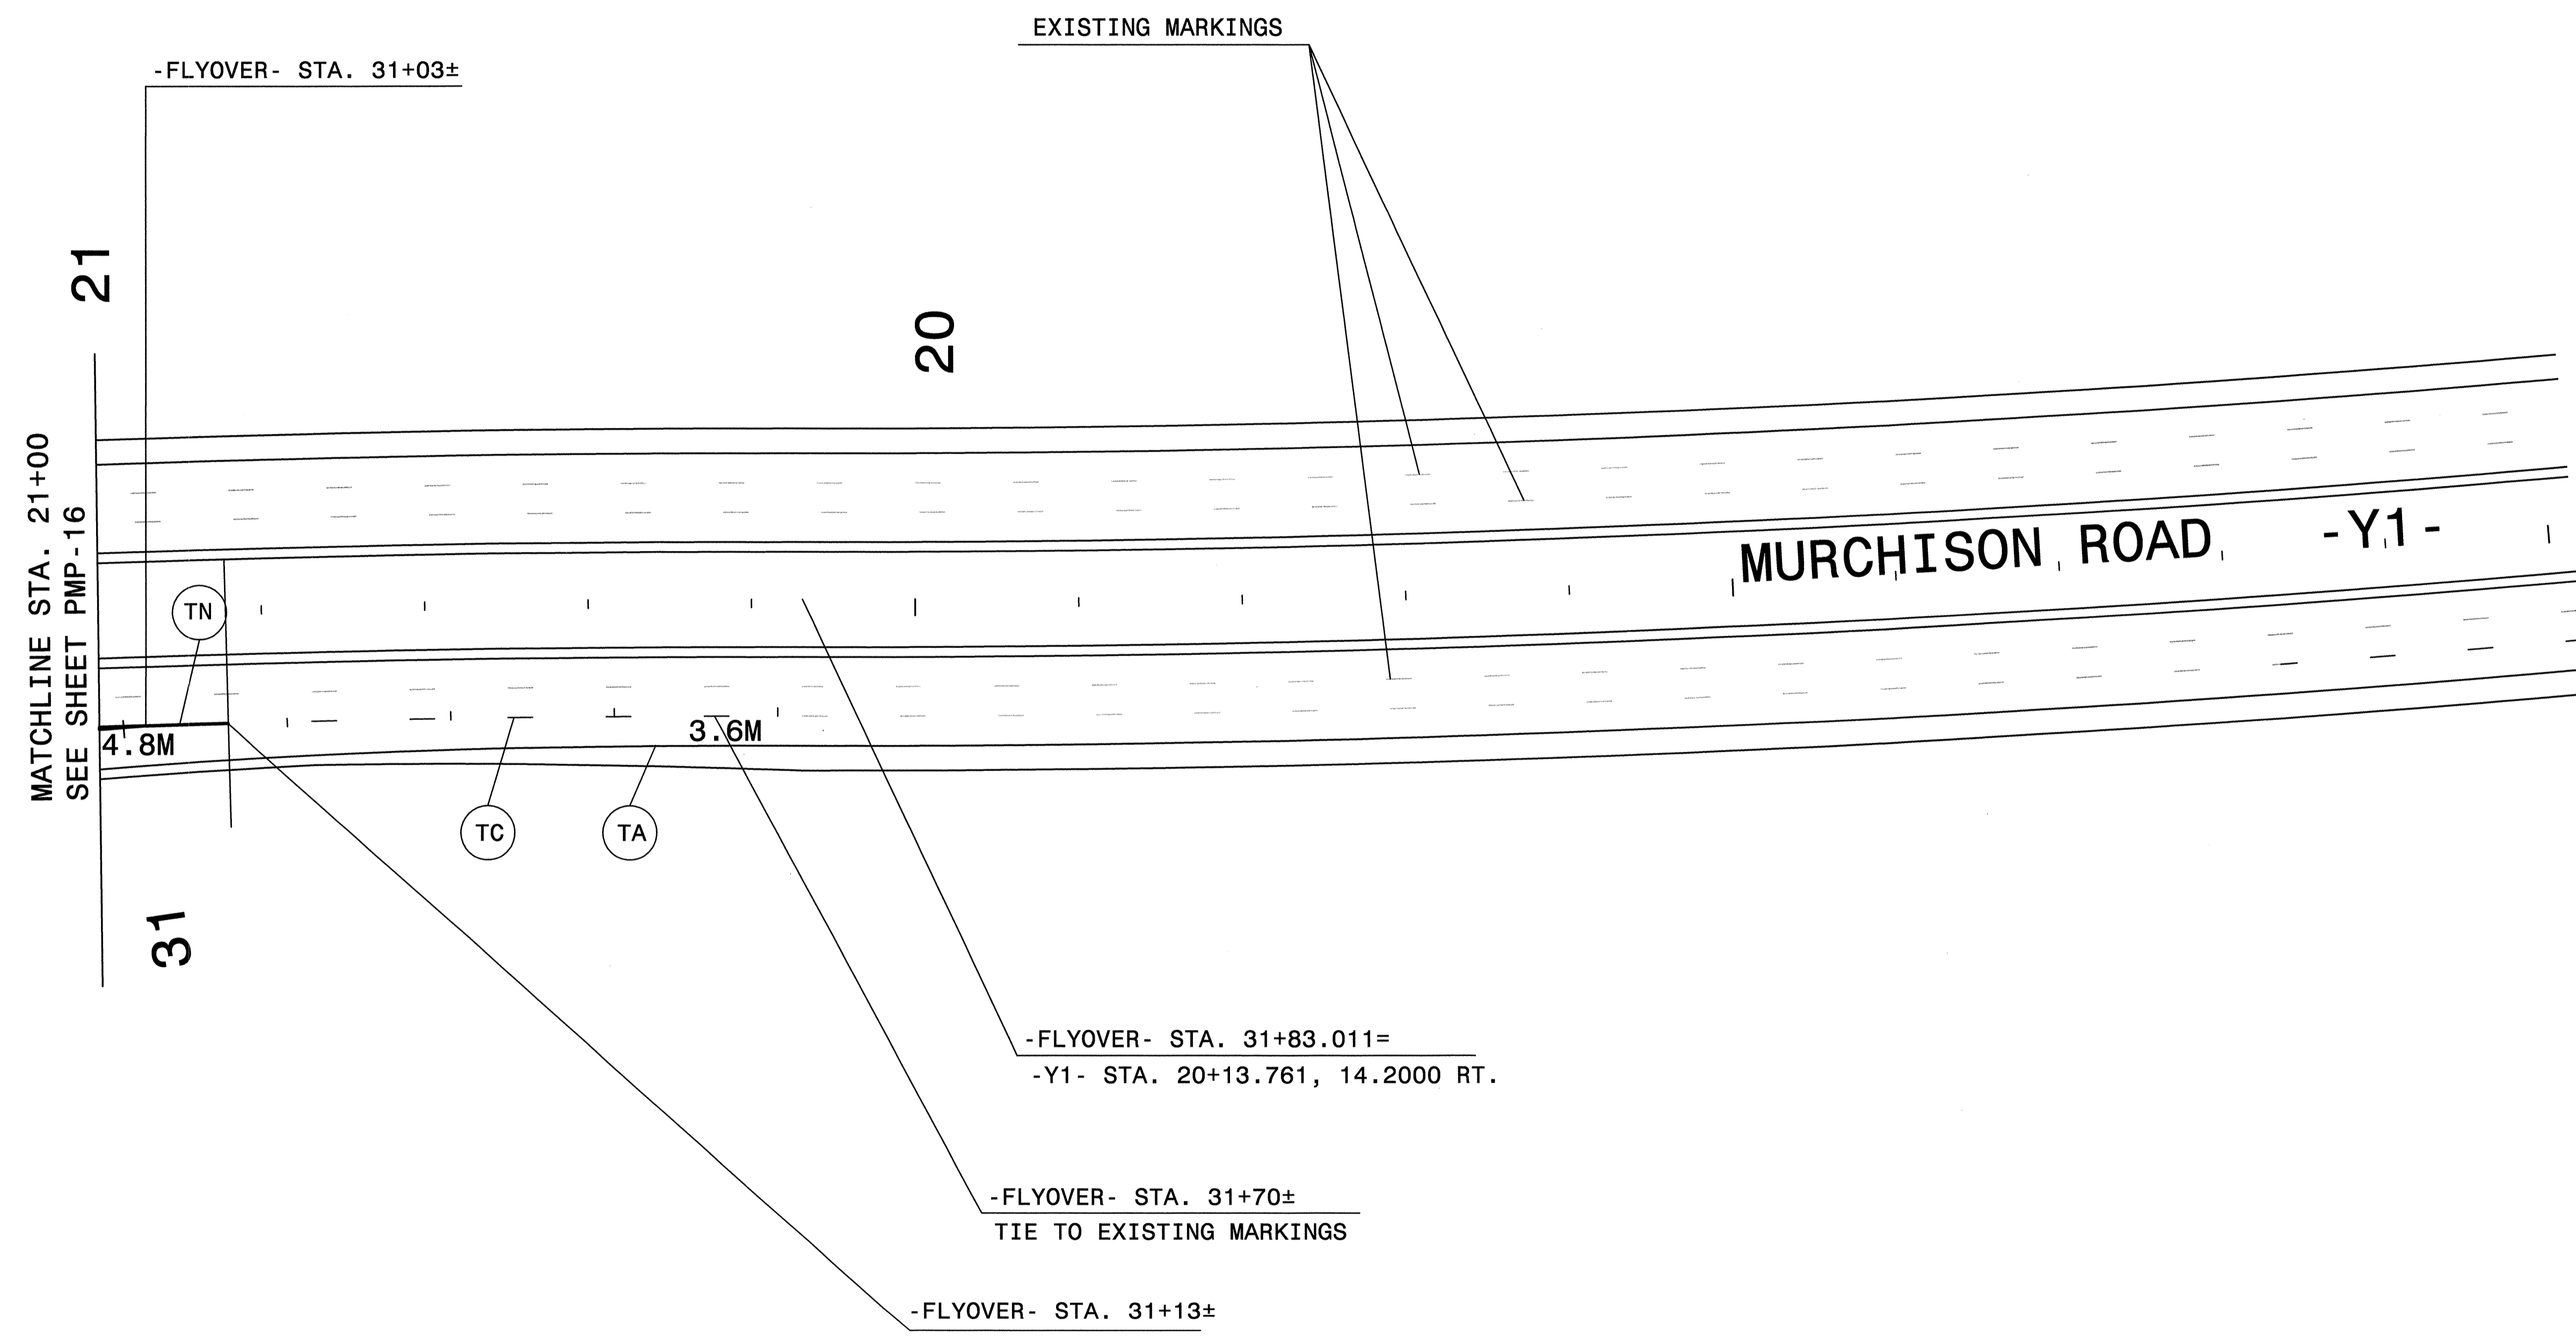 EXISTING MARKINGS
-FLYOVER- STA. 31+03±
21
20
MATCHLINE STA. 21+00
SEE SHEET PMP-16
MURCHISON ROAD -Y1-
TN
4.8M
3.6M
TC
TA
31
-FLYOVER- STA. 31+83.011=
-Y1- STA. 20+13.761, 14.2000 RT.
-FLYOVER- STA. 31+70±
TIE TO EXISTING MARKINGS
-FLYOVER- STA. 31+13±